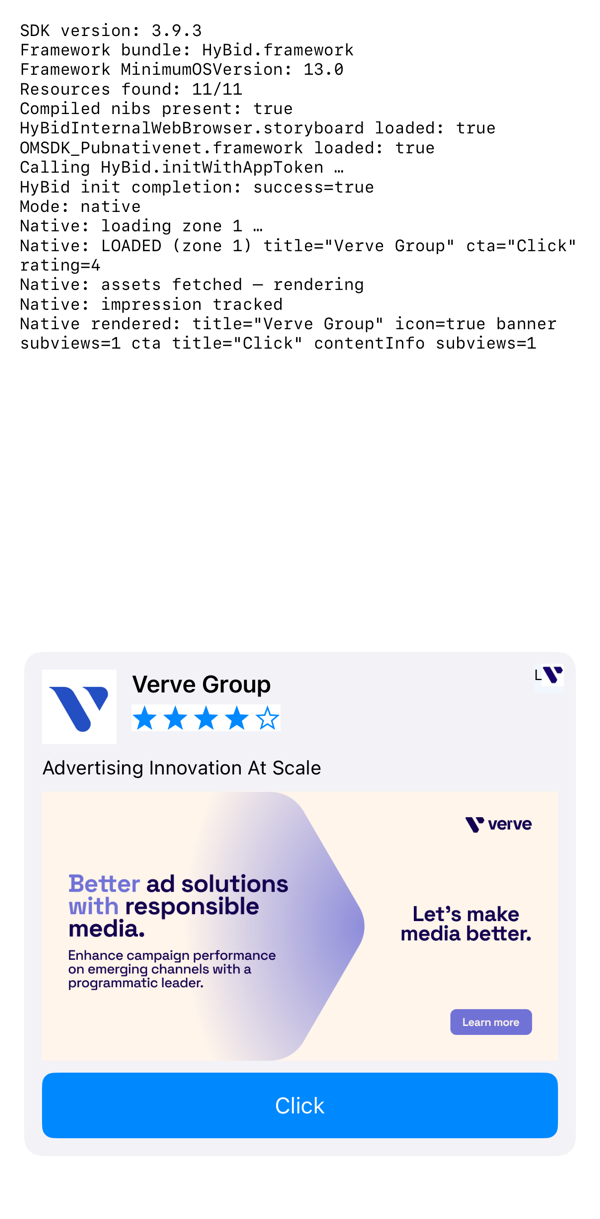 SDK version: 3.9.3
Framework bundle: HyBid.framework
Framework MinimumOSVersion: 13.0
Resources found: 11/11
Compiled nibs present: true
HyBidInternalWebBrowser.storyboard loaded: true
OMSDK_Pubnativenet.framework loaded: true
Calling HyBid.initWithAppToken …
HyBid init completion: success=true
Mode: native
Native: loading zone 1 …
Native: LOADED (zone 1) title="Verve Group" cta="Click"
rating=4
Native: assets fetched — rendering
Native: impression tracked
Native rendered: title="Verve Group" icon=true banner
subviews=1 cta title="Click" contentInfo subviews=1
Verve Group
L
Advertising Innovation At Scale
verve
Better ad solutions
with responsible
media.
Enhance campaign performance
on emerging channels with a
programmatic leader.
Let's make
media better.
Learn more
Click